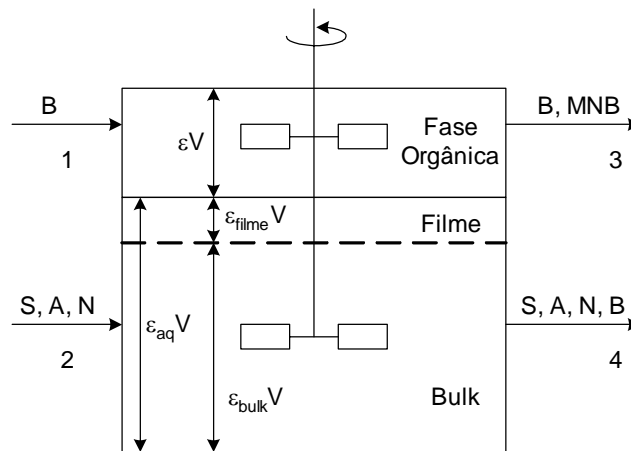 B
1
εV
Fase
Orgânica
B, MNB
3
ε_filme V
Filme
S, A, N
2
ε_aq V
ε_bulk V
Bulk
S, A, N, B
4